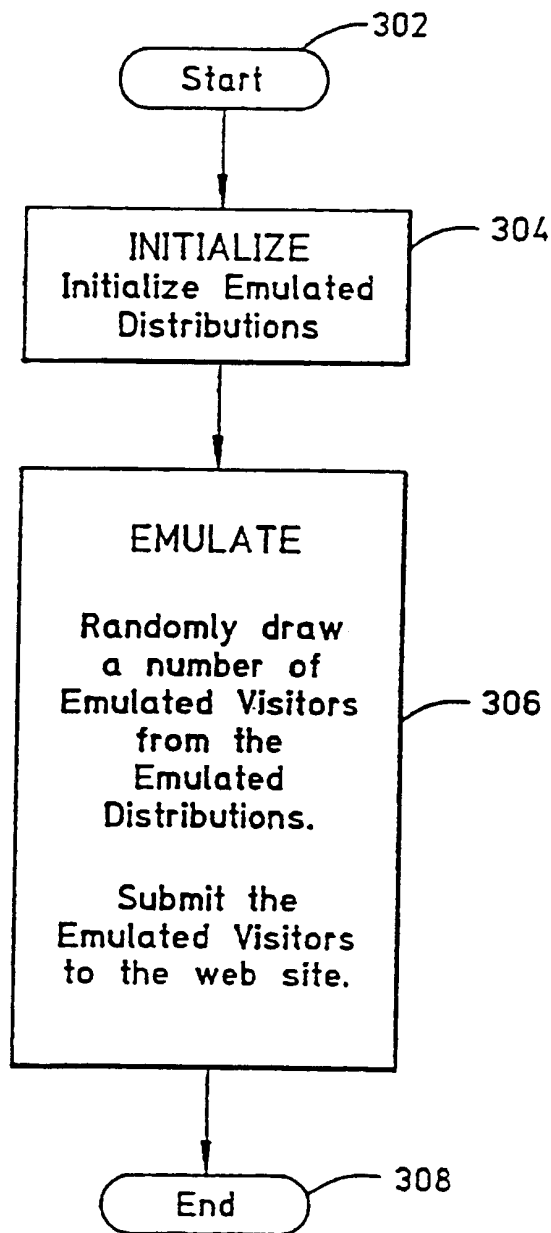 302
Start
304
INITIALIZE
Initialize Emulated
Distributions
EMULATE
Randomly draw
a number of
Emulated Visitors
from the
Emulated
Distributions.
306
Submit the
Emulated Visitors
to the web site.
308
End